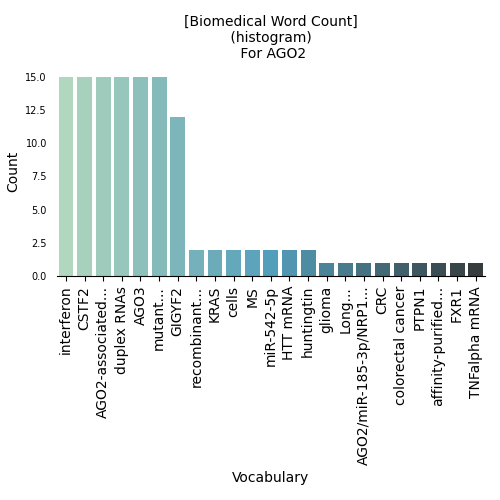 [Biomedical Word Count]
(histogram)
For AGO2
Count
15.0
12.5
10.0
7.5
5.0
2.5
0.0
interferon
CSTF2
AGO2-associated...
duplex RNAs
AGO3
mutant...
GIGYF2
recombinant...
KRAS
cells
MS
miR-542-5p
HTT mRNA
huntingtin
glioma
Long...
AGO2/miR-185-3p/NRP1...
CRC
colorectal cancer
PTPN1
affinity-purified...
FXR1
TNFalpha mRNA
Vocabulary